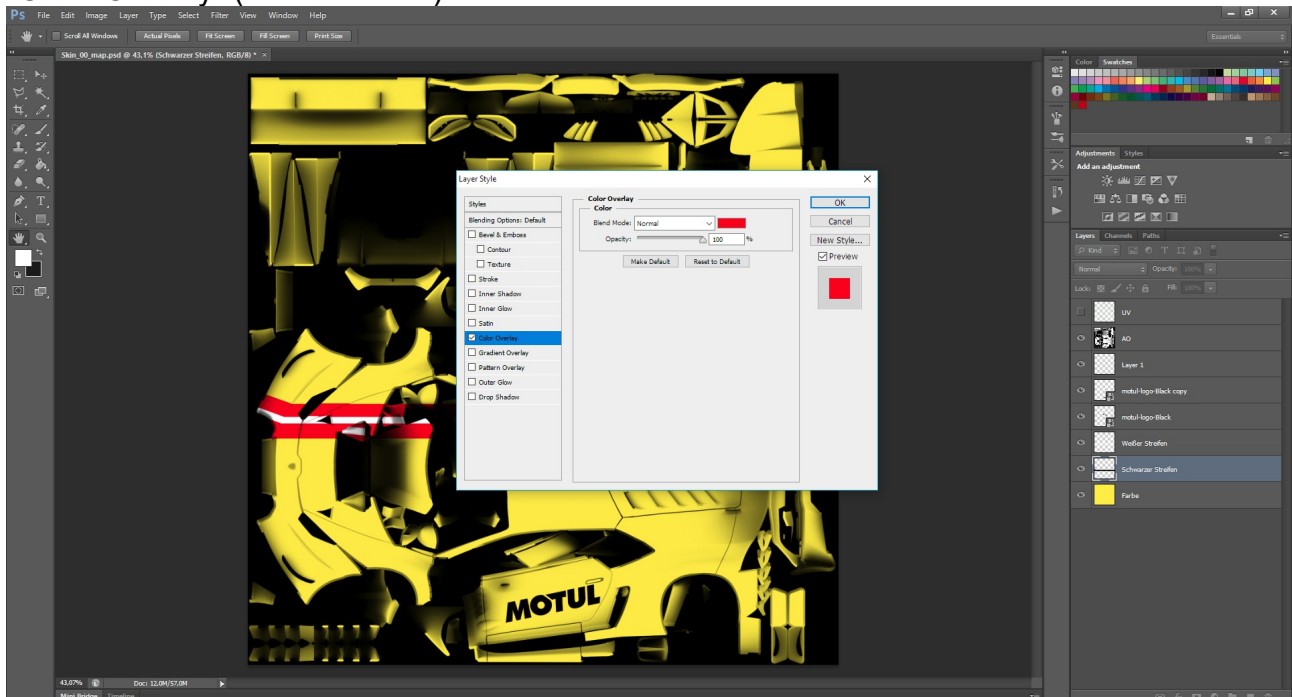 Ps File Edit Image Layer Type Select Filter View Window Help
Scroll All Windows Actual Pixels Fit Screen Fill Screen Print Size Essentials
Skin_00_map.psd @ 43,1% (Schwarzer Streifen, RGB/8) * ×
Color Swatches
Adjustments Styles
Add an adjustment
Layers Channels Paths
Kind
Normal Opacity: 100%
Lock: Fill: 100%
UV
AO
Layer 1
motul-logo-Black copy
motul-logo-Black
Weißer Streifen
Schwarzer Streifen
Farbe
Layer Style
Styles
Blending Options: Default
Bevel & Emboss
Contour
Texture
Stroke
Inner Shadow
Inner Glow
Satin
Color Overlay
Gradient Overlay
Pattern Overlay
Outer Glow
Drop Shadow
Color Overlay
Color
Blend Mode: Normal
Opacity: 100 %
Make Default Reset to Default
OK
Cancel
New Style...
Preview
MOTUL
43,07% Doc: 12,0M/57,0M
Mini Bridge Timeline